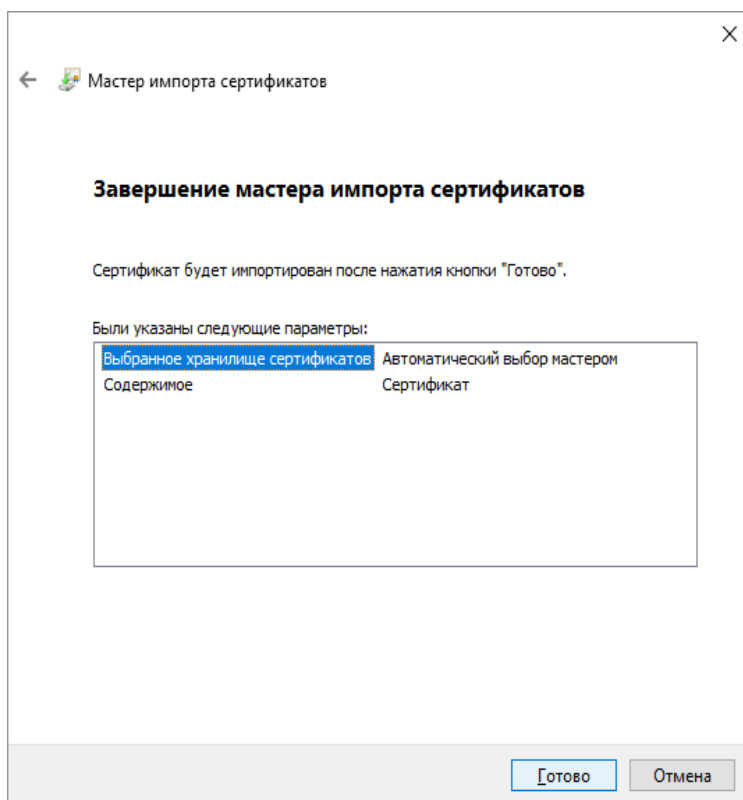 Мастер импорта сертификатов
Завершение мастера импорта сертификатов
Сертификат будет импортирован после нажатия кнопки "Готово".
Были указаны следующие параметры:
Выбранное хранилище сертификатов Автоматический выбор мастером
Содержимое Сертификат
Готово Отмена